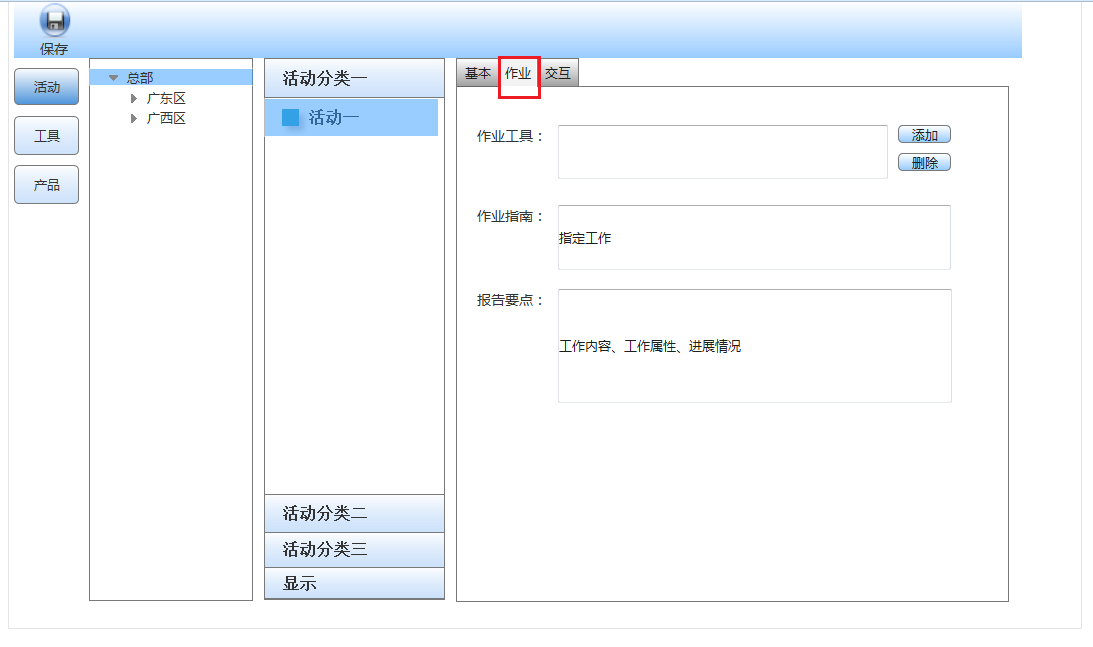 保存
活动
工具
产品
总部
广东区
广西区
活动分类一
活动一
活动分类二
活动分类三
显示
基本 作业 交互
作业工具：
添加
删除
作业指南：
指定工作
报告要点：
工作内容、工作属性、进展情况